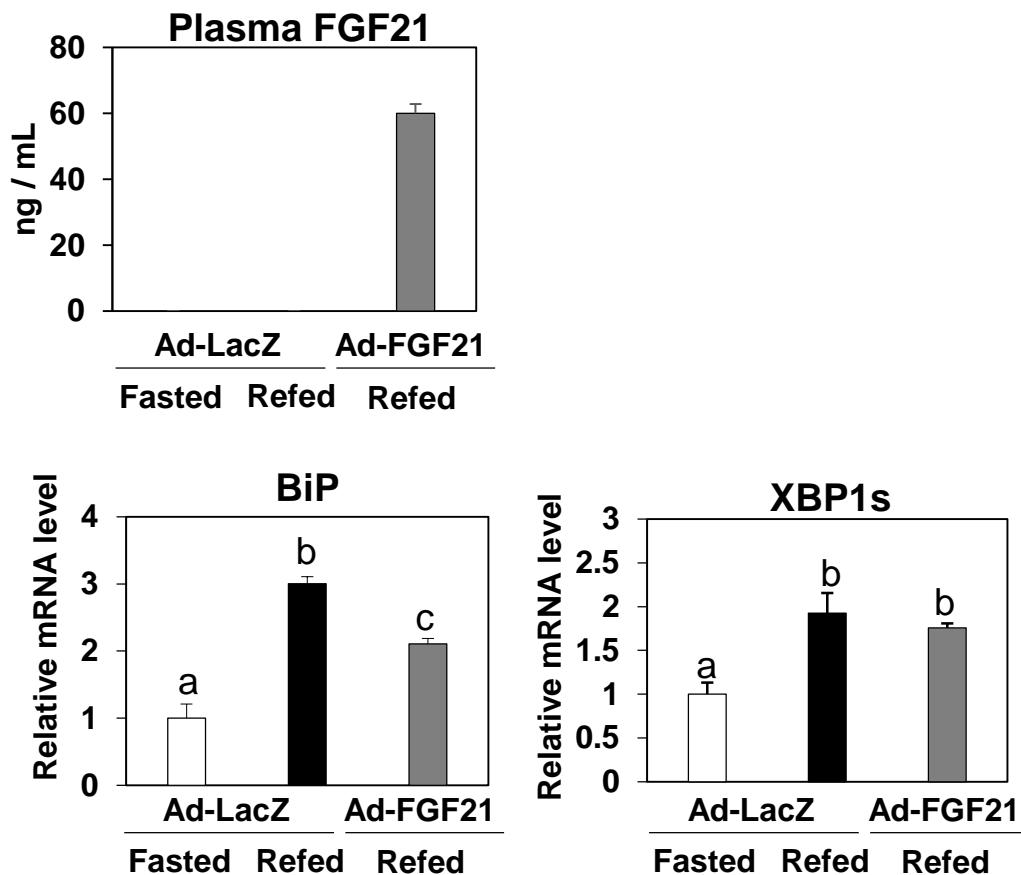 Plasma FGF21
ng / mL
80
60
40
20
0
Ad-LacZ Ad-FGF21
Fasted Refed Refed
BiP
Relative mRNA level
4
3
2
1
0
a
b
c
Ad-LacZ Ad-FGF21
Fasted Refed Refed
XBP1s
Relative mRNA level
3
2.5
2
1.5
1
0.5
0
a
b
b
Ad-LacZ Ad-FGF21
Fasted Refed Refed